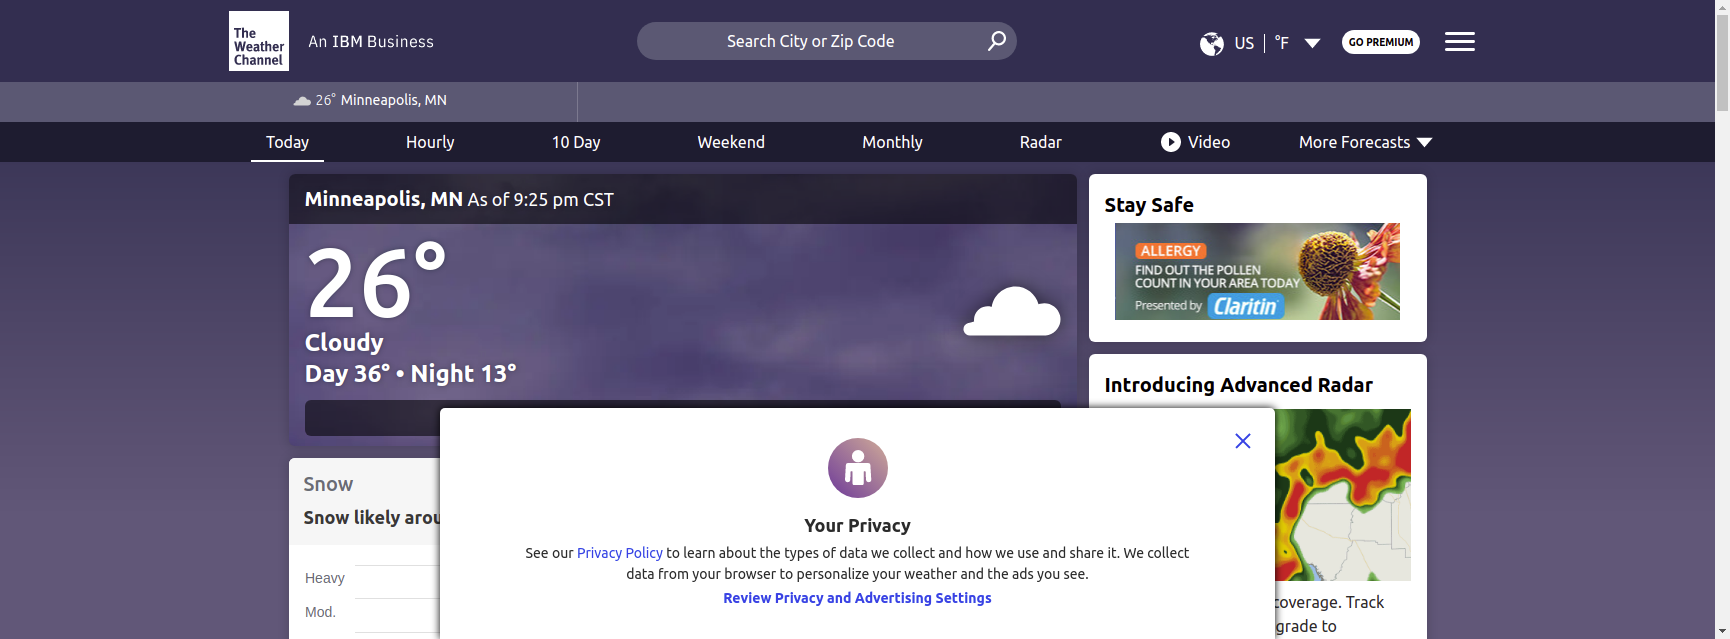 The
Weather
Channel
An IBM Business
Search City or Zip Code
US
°F
GO PREMIUM
26° Minneapolis, MN
Today
Hourly
10 Day
Weekend
Monthly
Radar
Video
More Forecasts
Minneapolis, MN As of 9:25 pm CST
26°
Cloudy
Day 36° • Night 13°
Stay Safe
ALLERGY
FIND OUT THE POLLEN
COUNT IN YOUR AREA TODAY
Presented by Claritin
Introducing Advanced Radar
coverage. Track
grade to
Snow
Snow likely arou
Heavy
Mod.
Your Privacy
See our Privacy Policy to learn about the types of data we collect and how we use and share it. We collect
data from your browser to personalize your weather and the ads you see.
Review Privacy and Advertising Settings